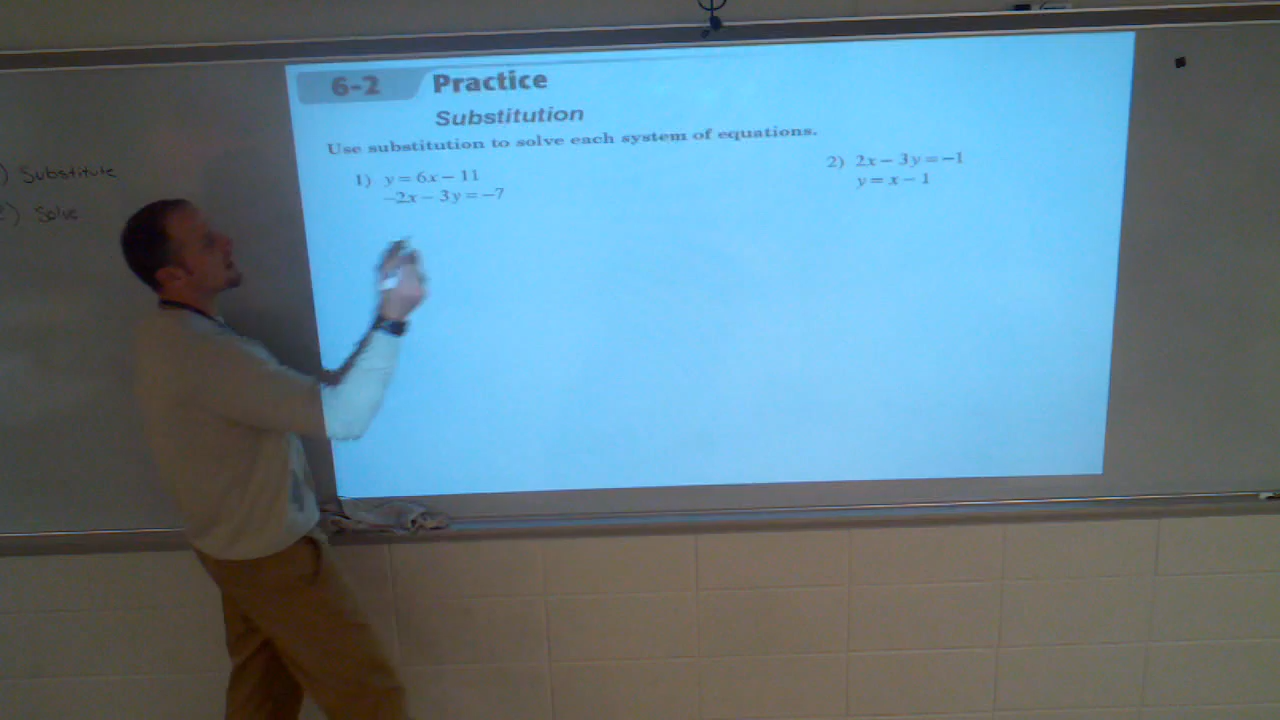 6-2 Practice
Substitution
Use substitution to solve each system of equations.
1) y = 6x – 11
–2x – 3y = –7
2) 2x – 3y = –1
y = x – 1
) Substitute
2) Solve